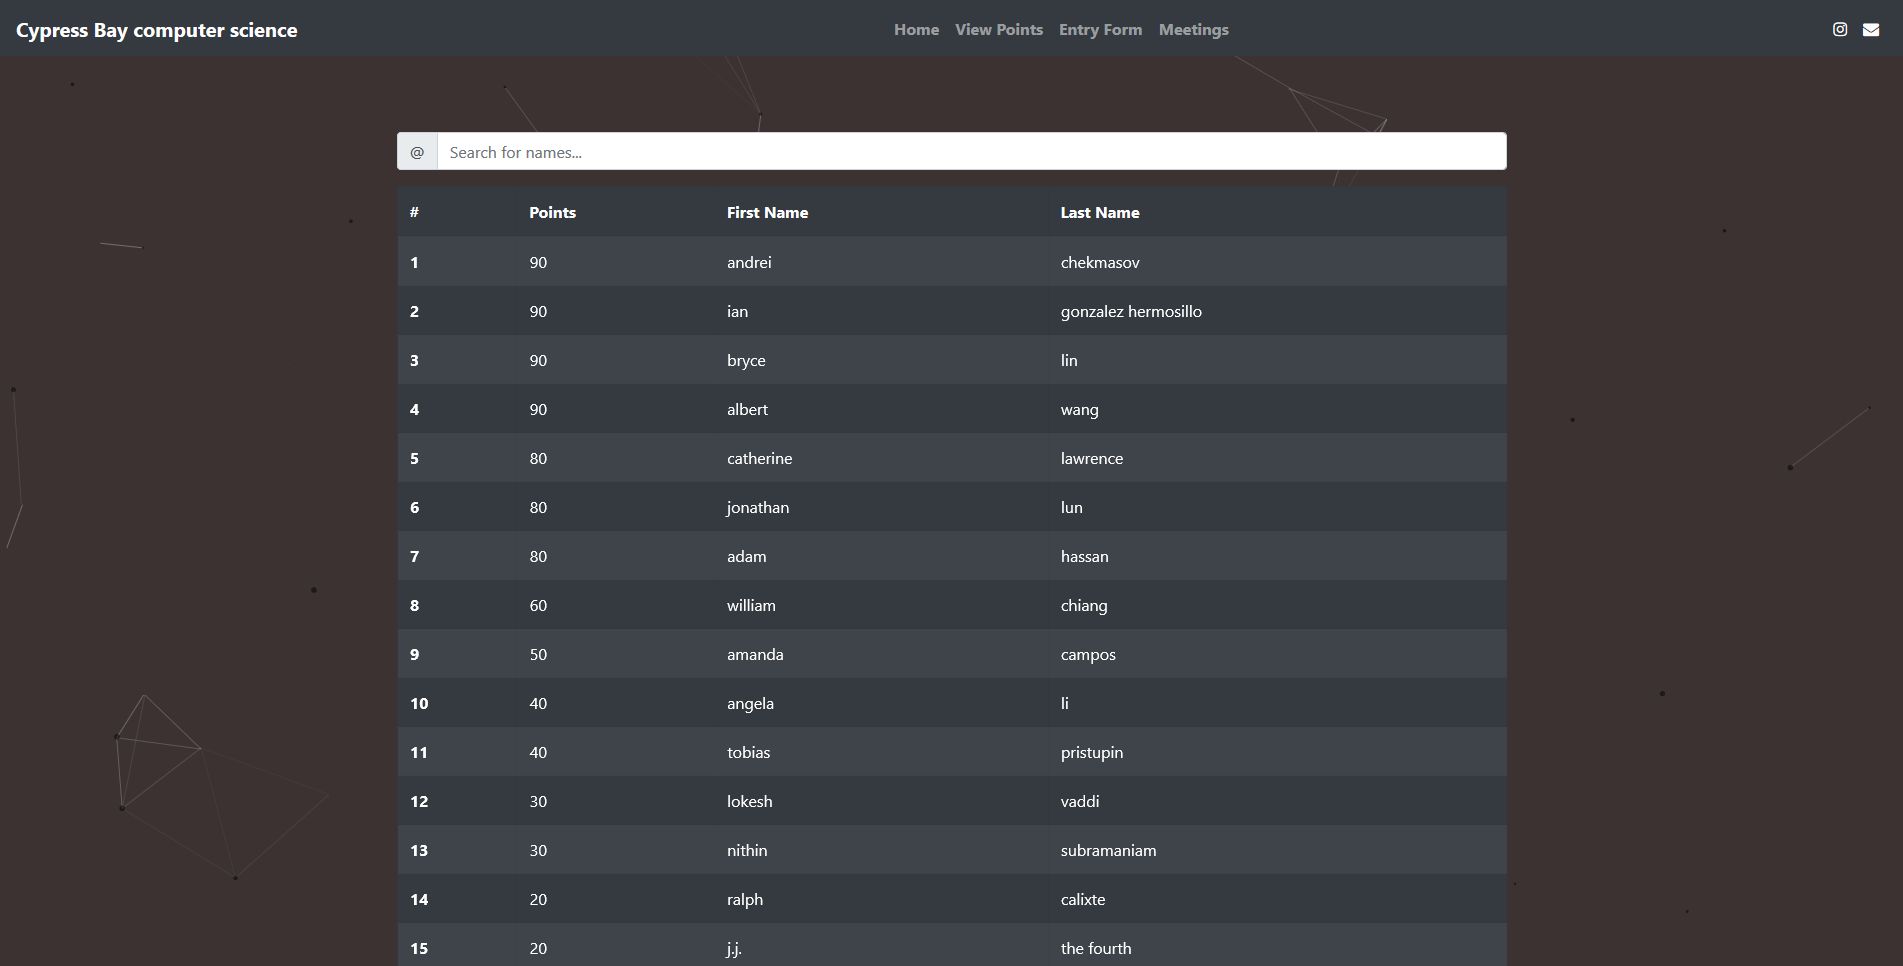 Cypress Bay computer science Home View Points Entry Form Meetings
@ Search for names...
# Points First Name Last Name
1 90 andrei chekmasov
2 90 ian gonzalez hermosillo
3 90 bryce lin
4 90 albert wang
5 80 catherine lawrence
6 80 jonathan lun
7 80 adam hassan
8 60 william chiang
9 50 amanda campos
10 40 angela li
11 40 tobias pristupin
12 30 lokesh vaddi
13 30 nithin subramaniam
14 20 ralph calixte
15 20 j.j. the fourth